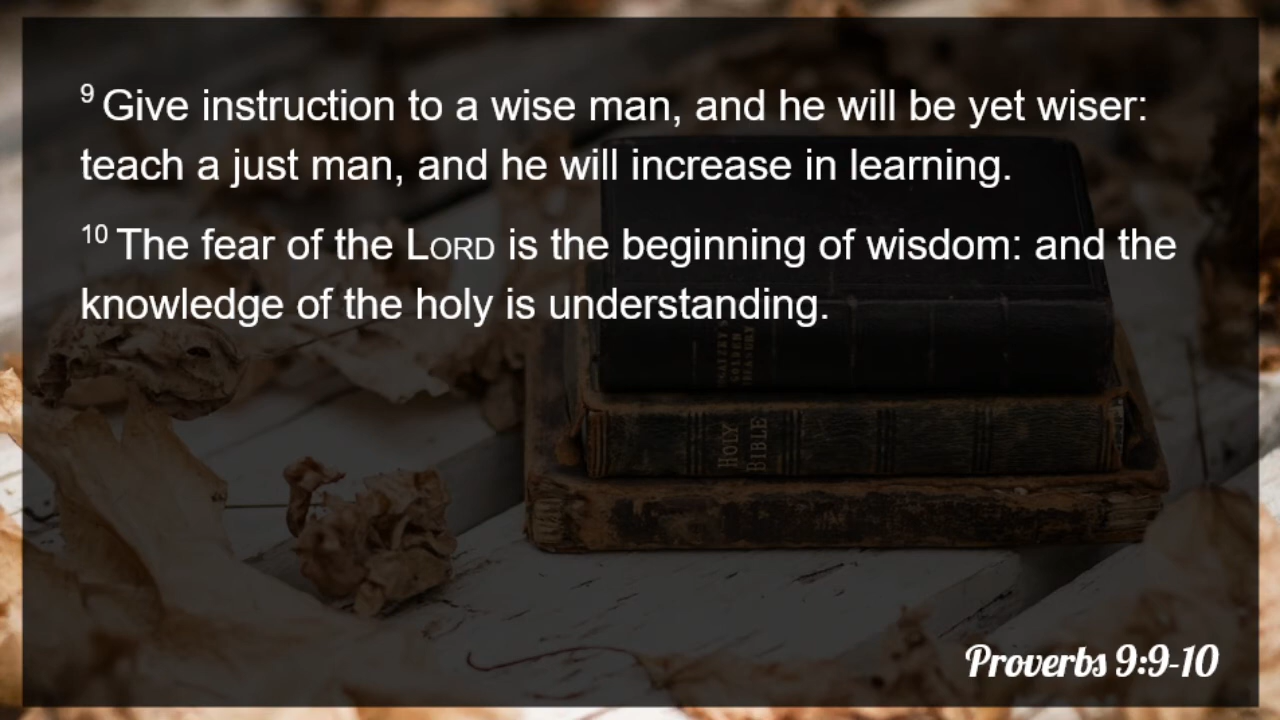 9 Give instruction to a wise man, and he will be yet wiser:
teach a just man, and he will increase in learning.
10 The fear of the LORD is the beginning of wisdom: and the
knowledge of the holy is understanding.
GOLDEN
TREASURY
HOLY
BIBLE
Proverbs 9:9-10